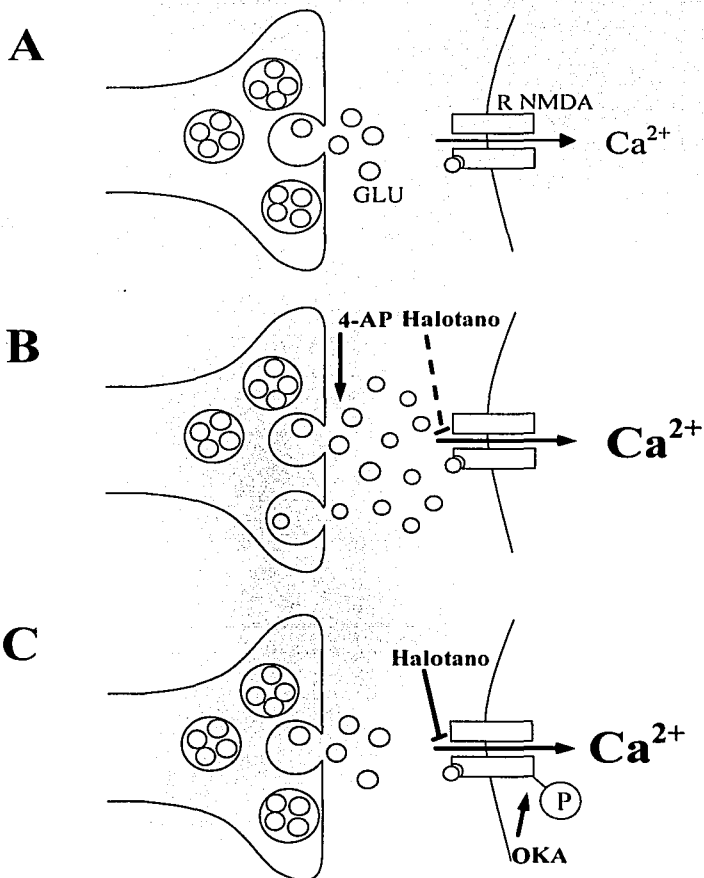 A
R NMDA
Ca²⁺
GLU
B
4-AP Halotano
Ca²⁺
C
Halotano
Ca²⁺
P
OKA